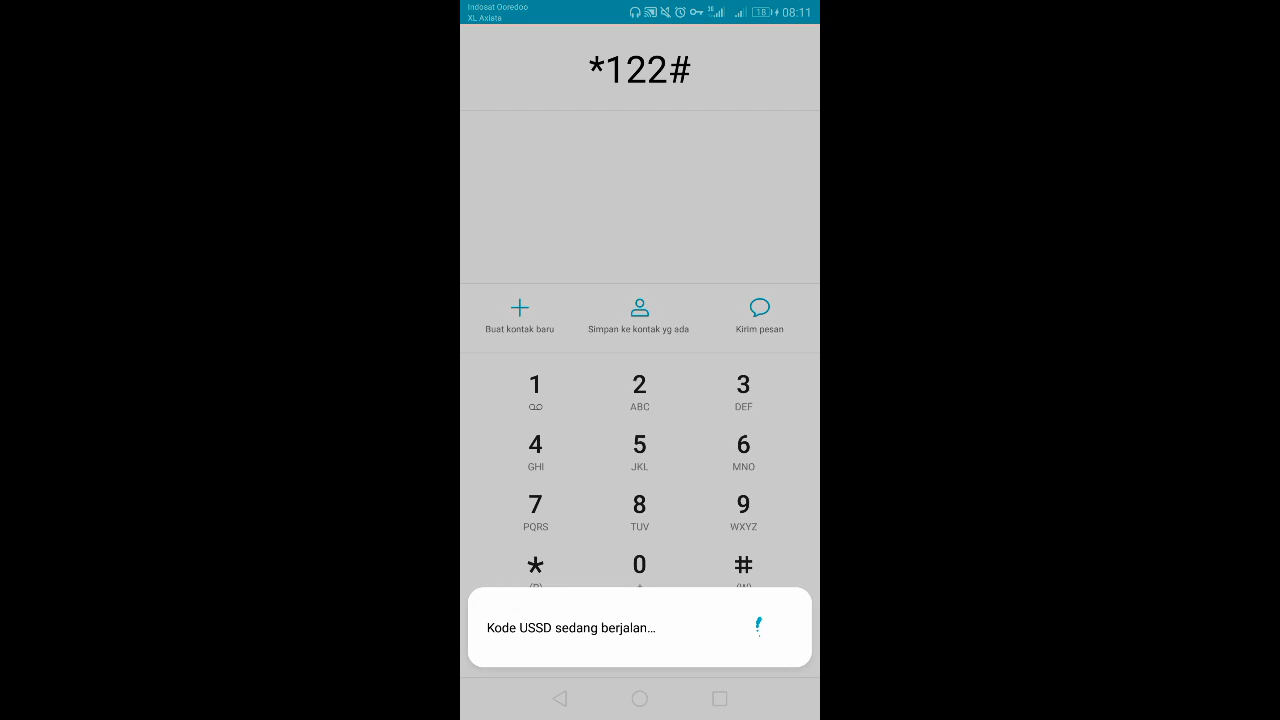 Indosat Ooredoo
XL Axiata
18 08:11
*122#
Buat kontak baru Simpan ke kontak yg ada Kirim pesan
1 2 3
ABC DEF
4 5 6
GHI JKL MNO
7 8 9
PQRS TUV WXYZ
* 0 #
(P) + (W)
Kode USSD sedang berjalan...